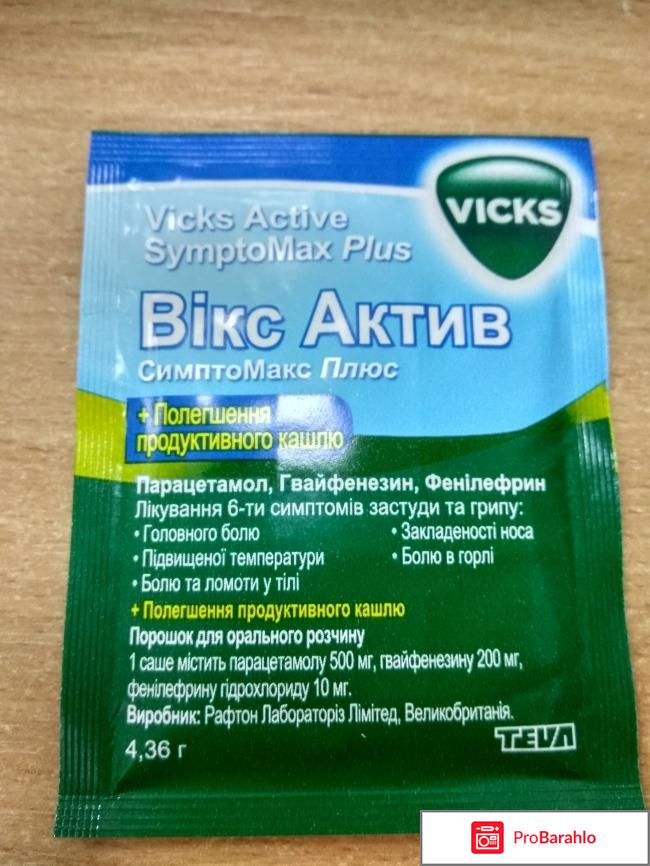 VICKS
Vicks Active
SymptoMax Plus
Вікс Актив
СимптоМакс Плюс
+ Полегшення
продуктивного кашлю
Парацетамол, Гвайфенезин, Фенілефрин
Лікування 6-ти симптомів застуди та грипу:
• Головного болю
• Закладеності носа
• Підвищеної температури
• Болю в горлі
• Болю та ломоти у тілі
+ Полегшення продуктивного кашлю
Порошок для орального розчину
1 саше містить парацетамолу 500 мг, гвайфенезину 200 мг,
фенілефрину гідрохлориду 10 мг.
Виробник: Рафтон Лабораторіз Лімітед, Великобританія.
4,36 г
TEVA
ProBarahlo